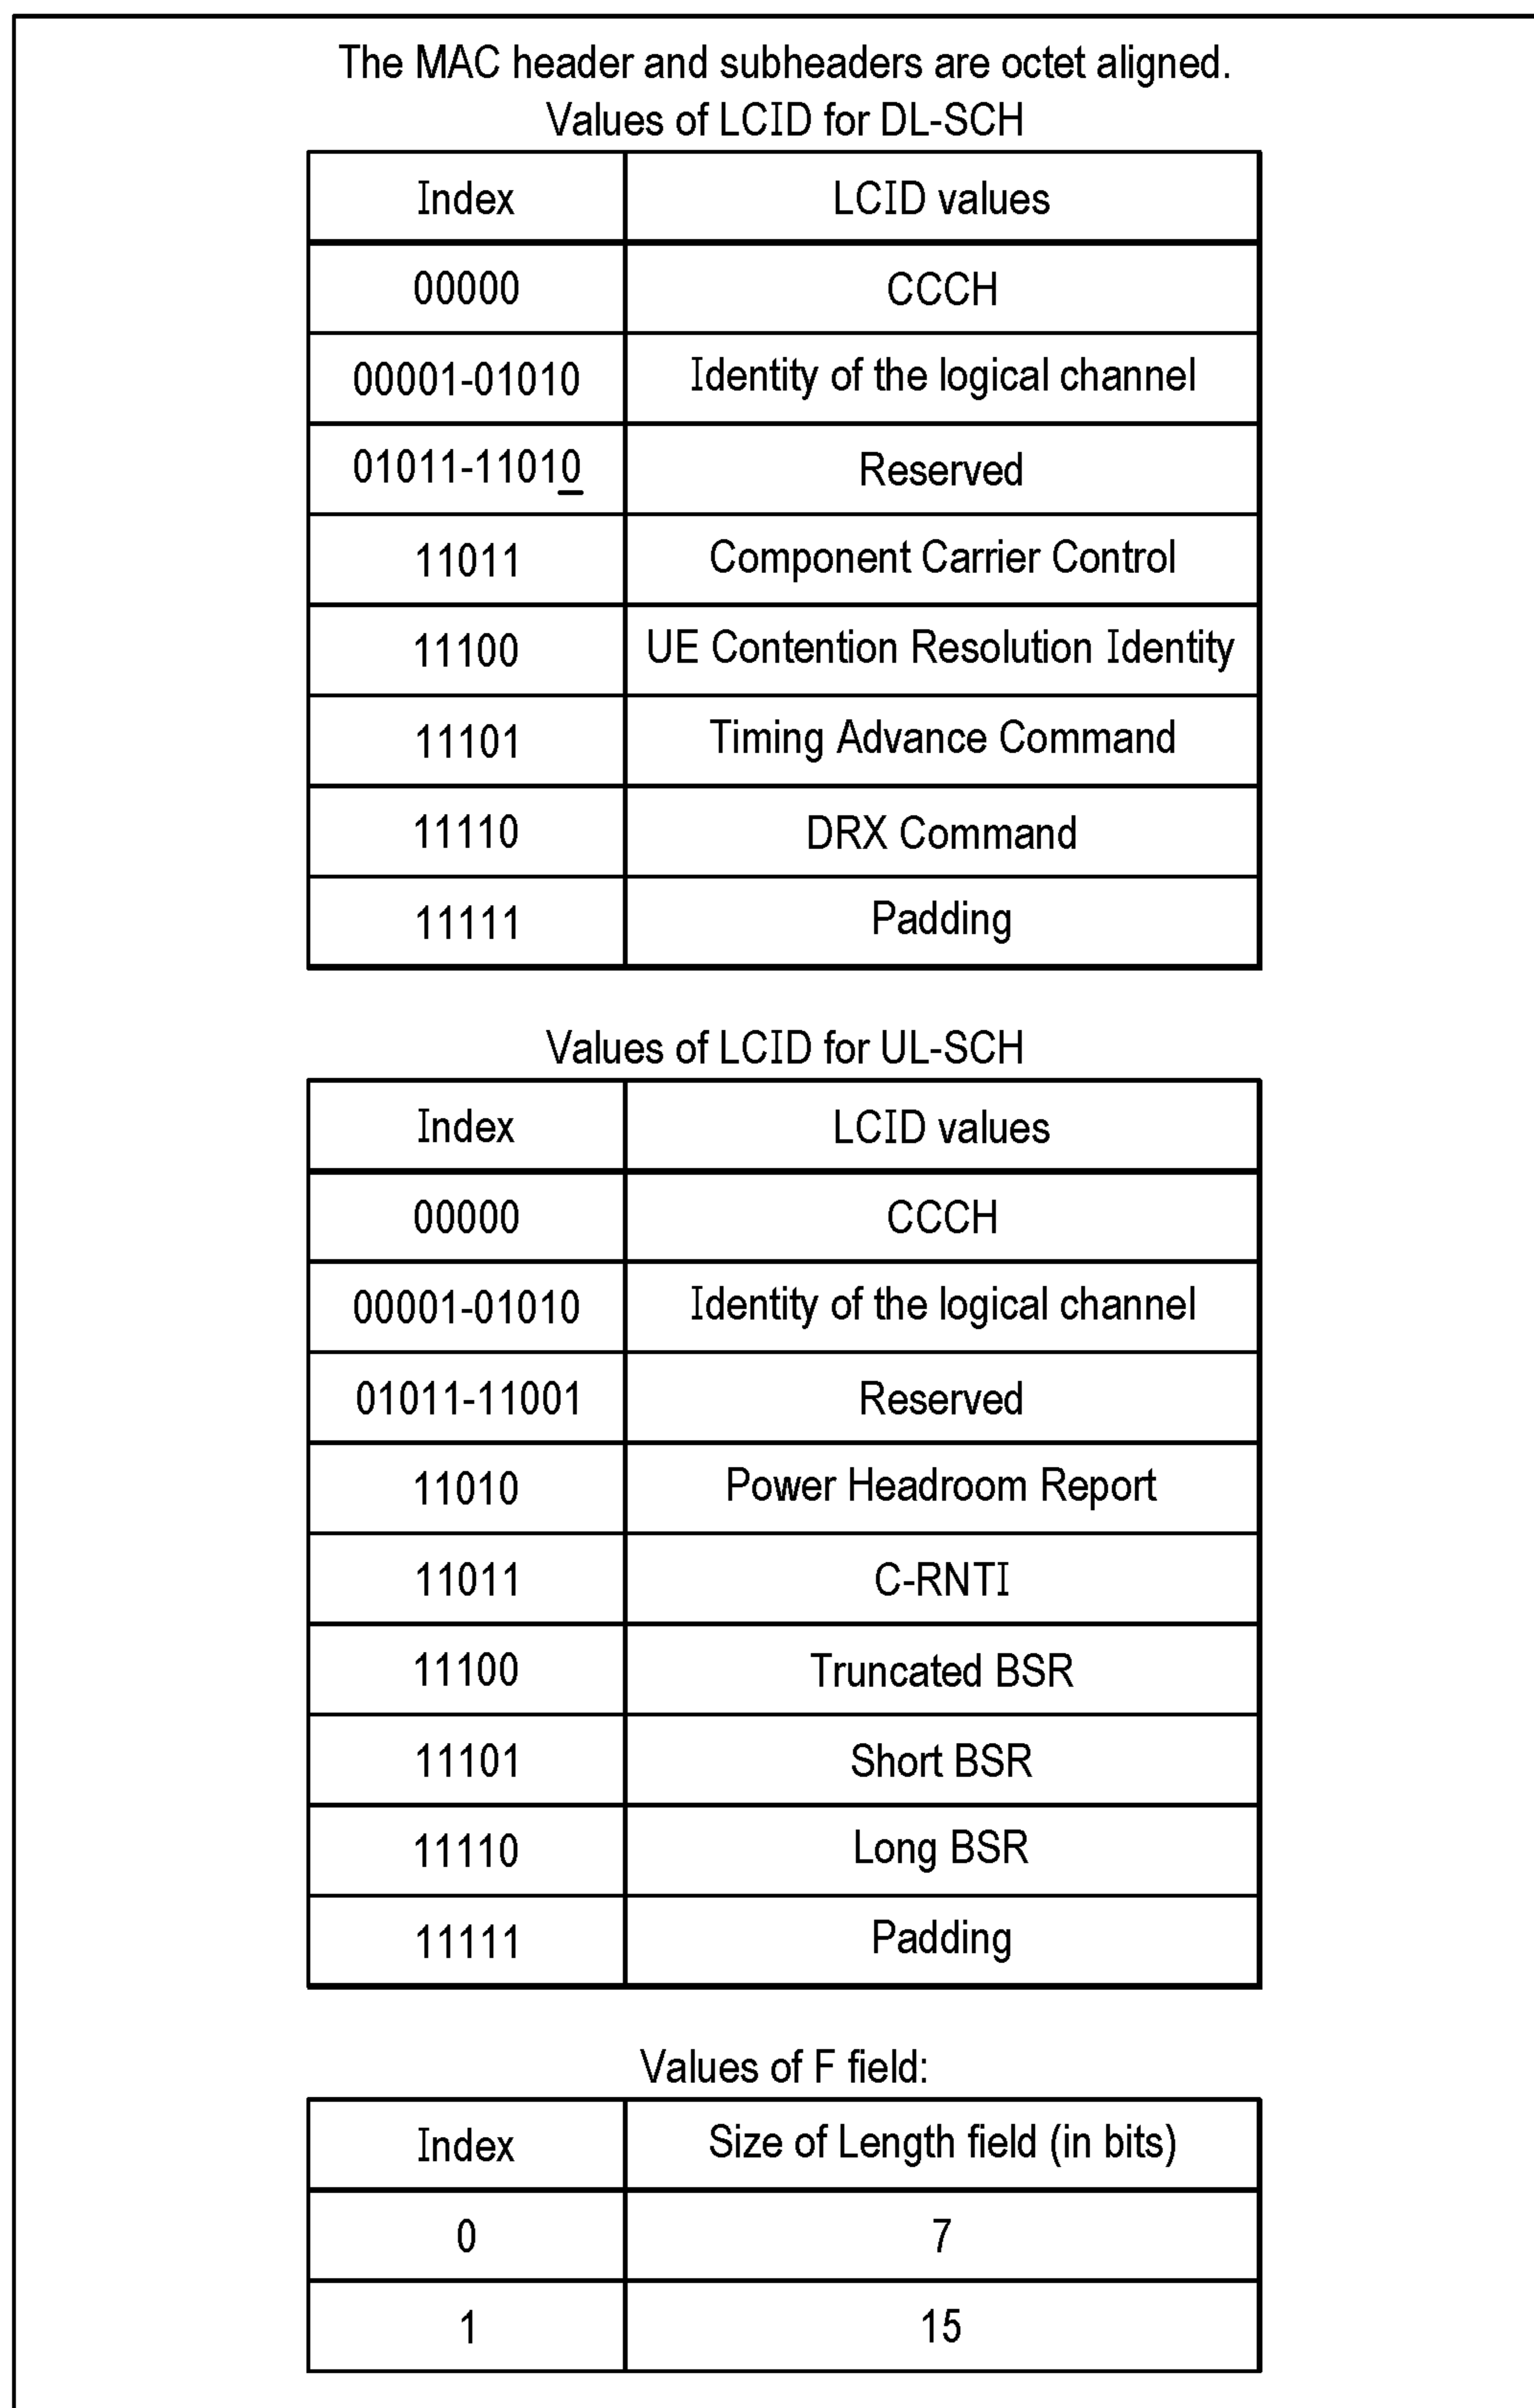 The MAC header and subheaders are octet aligned.
Values of LCID for DL-SCH
Index LCID values
00000 CCCH
00001-01010 Identity of the logical channel
01011-11010 Reserved
11011 Component Carrier Control
11100 UE Contention Resolution Identity
11101 Timing Advance Command
11110 DRX Command
11111 Padding
Values of LCID for UL-SCH
Index LCID values
00000 CCCH
00001-01010 Identity of the logical channel
01011-11001 Reserved
11010 Power Headroom Report
11011 C-RNTI
11100 Truncated BSR
11101 Short BSR
11110 Long BSR
11111 Padding
Values of F field:
Index Size of Length field (in bits)
0 7
1 15